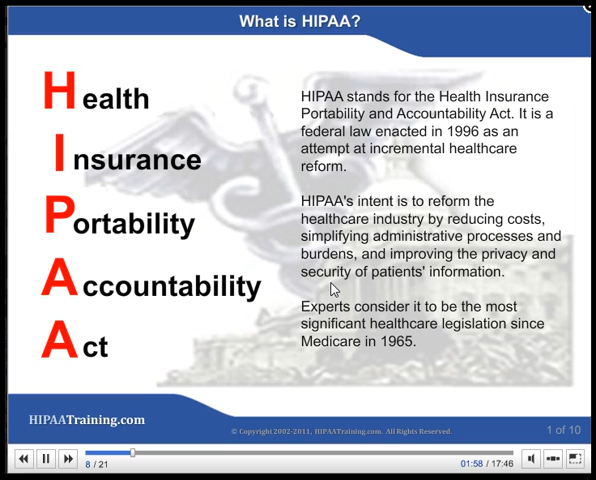 What is HIPAA?
Health
Insurance
Portability
Accountability
Act
HIPAA stands for the Health Insurance
Portability and Accountability Act. It is a
federal law enacted in 1996 as an
attempt at incremental healthcare
reform.
HIPAA's intent is to reform the
healthcare industry by reducing costs,
simplifying administrative processes and
burdens, and improving the privacy and
security of patients' information.
Experts consider it to be the most
significant healthcare legislation since
Medicare in 1965.
HIPAATraining.com
© Copyright 2002-2011, HIPAATraining.com. All Rights Reserved.
1 of 10
8 / 21
01:58 / 17:46